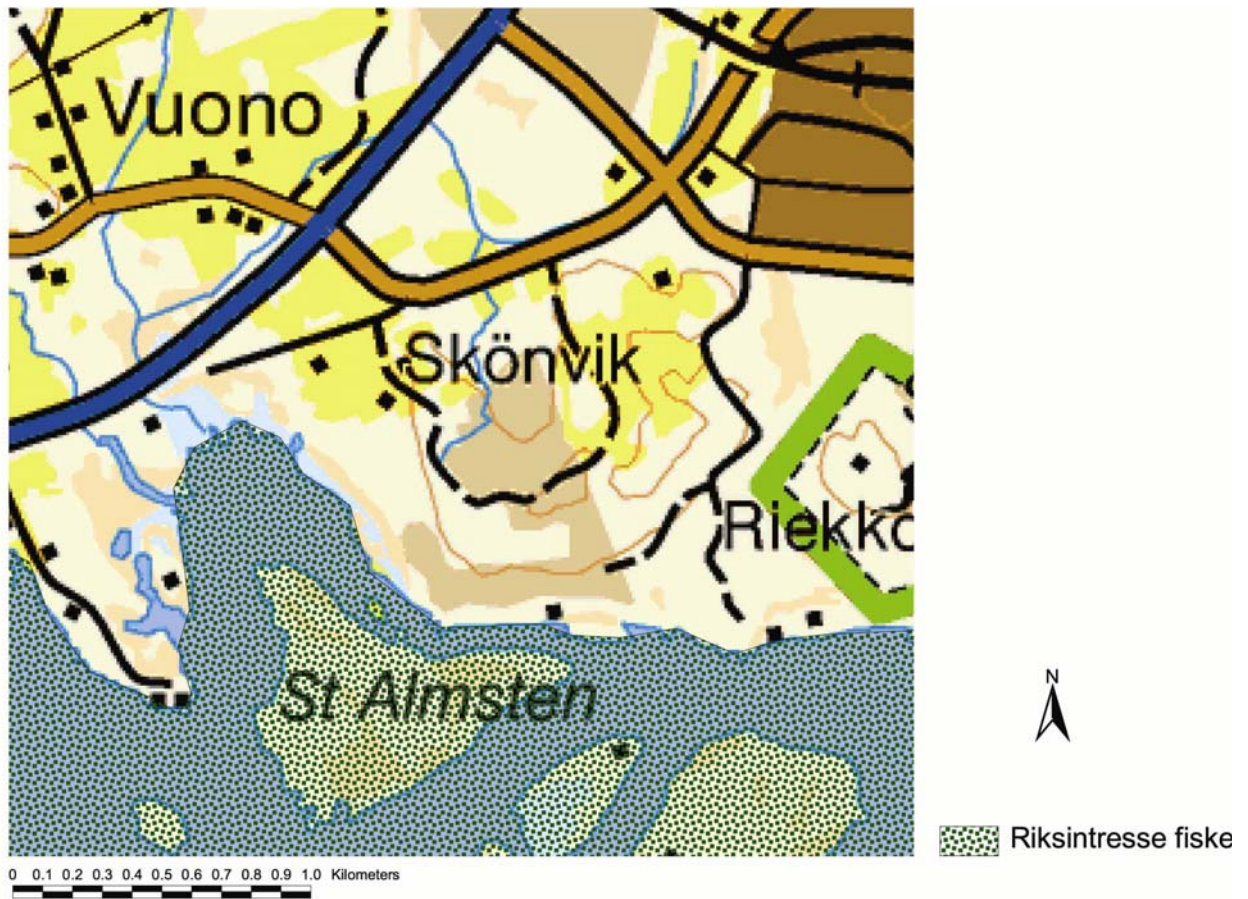 Vuono
Skönvik
Riekko
St Almsten
N
Riksintresse fiske
0 0.1 0.2 0.3 0.4 0.5 0.6 0.7 0.8 0.9 1.0 Kilometers